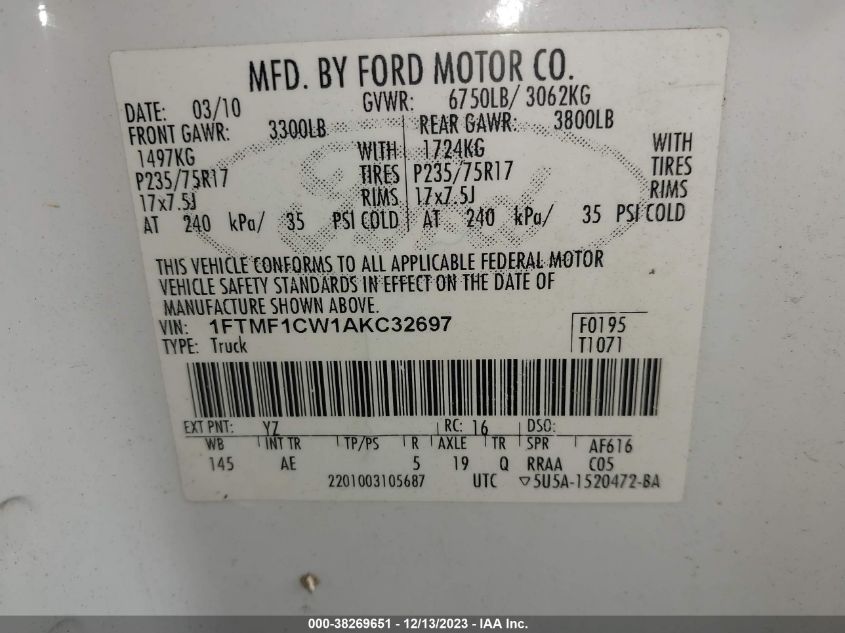 MFD. BY FORD MOTOR CO.
DATE: 03/10 GVWR: 6750LB/ 3062KG
FRONT GAWR: 3300LB REAR GAWR: 3800LB
1497KG WITH 1724KG WITH
P235/75R17 TIRES P235/75R17 TIRES
17x7.5J RIMS 17x7.5J RIMS
AT 240 kPa/ 35 PSI COLD AT 240 kPa/ 35 PSI COLD
THIS VEHICLE CONFORMS TO ALL APPLICABLE FEDERAL MOTOR
VEHICLE SAFETY STANDARDS IN EFFECT ON THE DATE OF
MANUFACTURE SHOWN ABOVE.
VIN: 1FTMF1CW1AKC32697 F0195
TYPE: Truck T1071
EXT PNT: YZ RC: 16 DSO:
WB INT TR TP/PS R AXLE TR SPR AF616
145 AE 5 19 Q RRAA C05
2201003105687 UTC ▽5U5A-1520472-BA
000-38269651 - 12/13/2023 - IAA Inc.